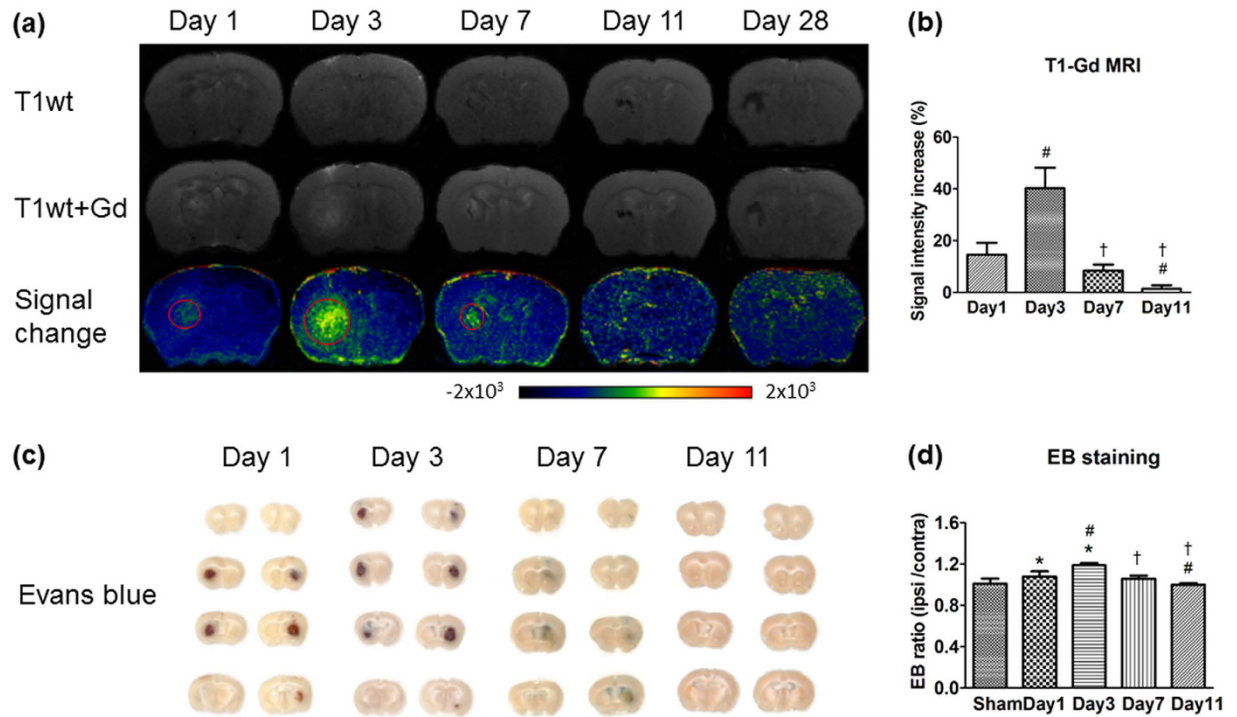 (a)
Day 1 Day 3 Day 7 Day 11 Day 28
T1wt
T1wt+Gd
Signal
change
-2x10³ 2x10³
(b)
T1-Gd MRI
Signal intensity increase (%)
60
40
20
0
#
†
†
#
Day1 Day3 Day7 Day11
(c)
Day 1 Day 3 Day 7 Day 11
Evans blue
(d)
EB staining
EB ratio (ipsi /contra)
1.6
1.2
0.8
0.4
0.0
*
#
*
†
†
#
ShamDay1 Day3 Day7 Day11